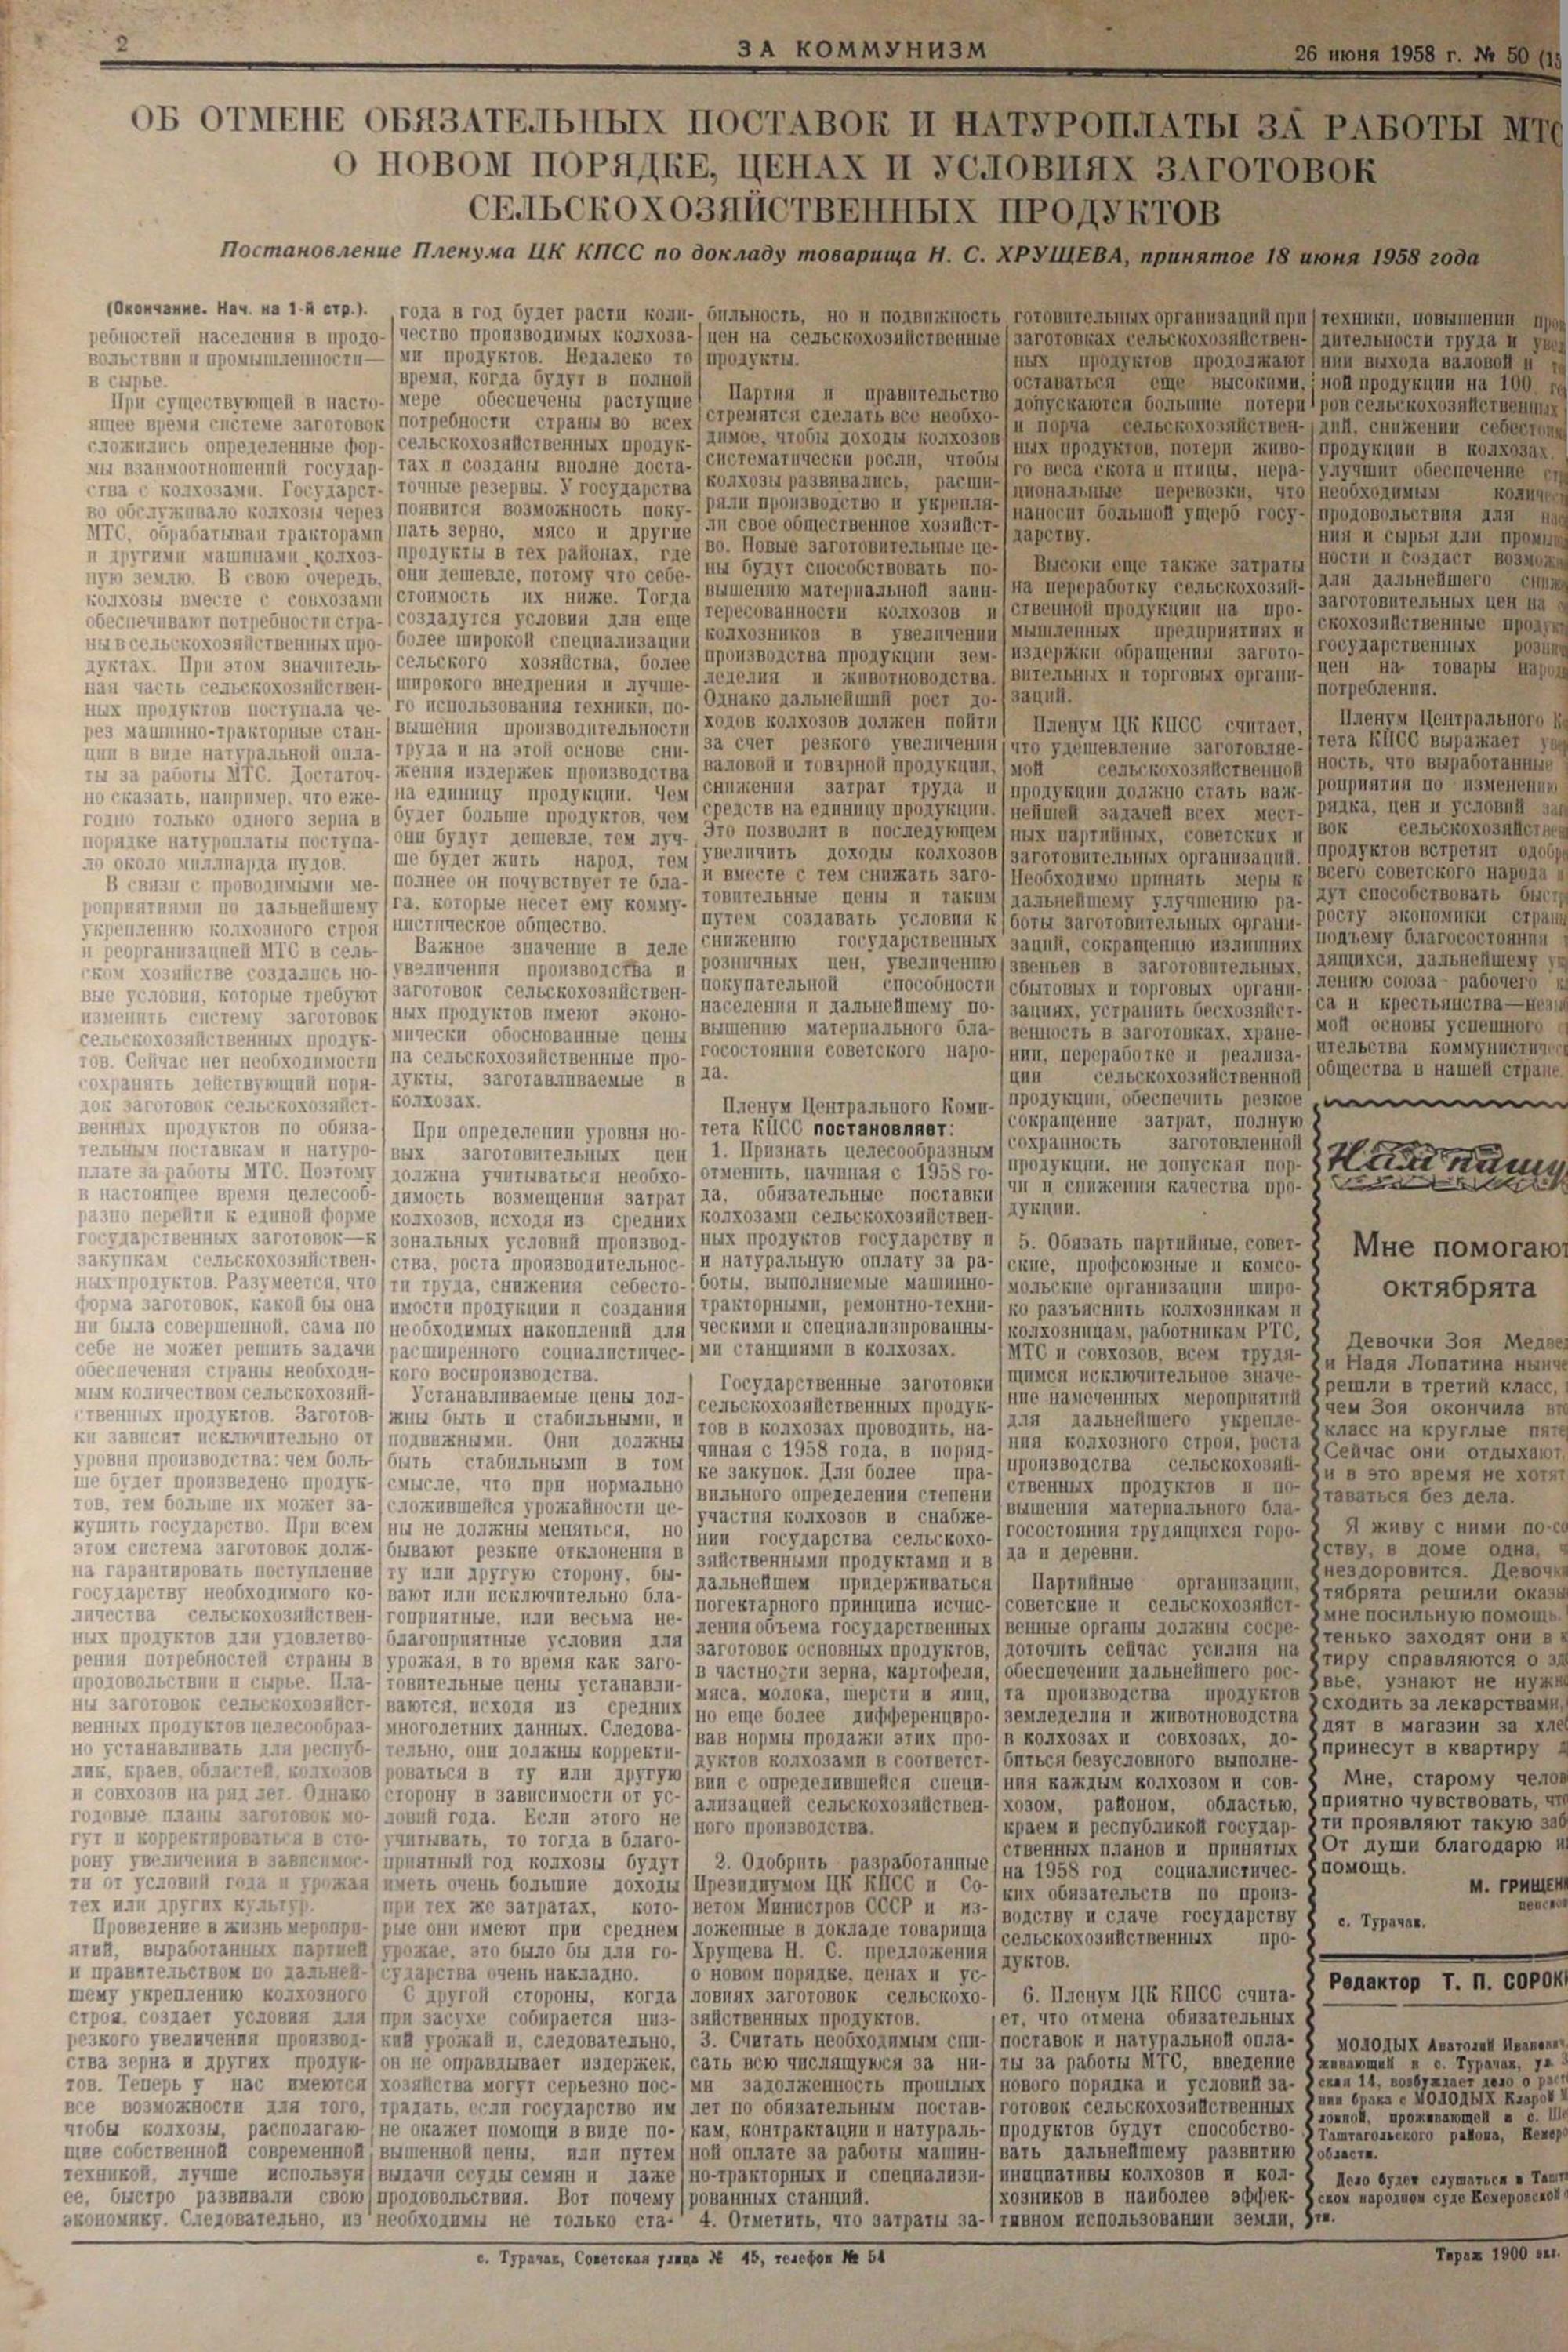 2
ЗА КОММУНИЗМ
26 июня 1958 г. № 50 (15
ОБ ОТМЕНЕ ОБЯЗАТЕЛЬНЫХ ПОСТАВОК И НАТУРОПЛАТЫ ЗА РАБОТЫ МТС
О НОВОМ ПОРЯДКЕ, ЦЕНАХ И УСЛОВИЯХ ЗАГОТОВОК
СЕЛЬСКОХОЗЯЙСТВЕННЫХ ПРОДУКТОВ
Постановление Пленума ЦК КПСС по докладу товарища Н. С. ХРУЩЕВА, принятое 18 июня 1958 года
(Окончание. Нач. на 1-й стр.).
ребностей населения в продо-
вольствии и промышленности—
в сырье.
При существующей в насто-
ящее время системе заготовок
сложились определенные фор-
мы взаимоотношений государ-
ства с колхозами. Государст-
во обслуживало колхозы через
МТС, обрабатывая тракторами
и другими машинами колхоз-
ную землю. В свою очередь,
колхозы вместе с совхозами
обеспечивают потребности стра-
ны в сельскохозяйственных про-
дуктах. При этом значитель-
ная часть сельскохозяйствен-
ных продуктов поступала че-
рез машинно-тракторные стан-
ции в виде натуральной опла-
ты за работы МТС. Достаточ-
но сказать, например, что еже-
годно только одного зерна в
порядке натуроплаты поступа-
ло около миллиарда пудов.
В связи с проводимыми ме-
роприятиями по дальнейшему
укреплению колхозного строя
и реорганизацией МТС в сель-
ском хозяйстве создались но-
вые условия, которые требуют
изменить систему заготовок
сельскохозяйственных продук-
тов. Сейчас нет необходимости
сохранять действующий поря-
док заготовок сельскохозяйст-
венных продуктов по обяза-
тельным поставкам и натуро-
плате за работы МТС. Поэтому
в настоящее время целесооб-
разно перейти к единой форме
государственных заготовок—к
закупкам сельскохозяйствен-
ных продуктов. Разумеется, что
форма заготовок, какой бы она
ни была совершенной, сама по
себе не может решить задачи
обеспечения страны необходи-
мым количеством сельскохозяй-
ственных продуктов. Заготов-
ки зависят исключительно от
уровня производства: чем боль-
ше будет произведено продук-
тов, тем больше их может за-
купить государство. При всем
этом система заготовок долж-
на гарантировать поступление
государству необходимого ко-
личества сельскохозяйствен-
ных продуктов для удовлетво-
рения потребностей страны в
продовольствии и сырье. Пла-
ны заготовок сельскохозяйст-
венных продуктов целесообраз-
но устанавливать для респуб-
лик, краев, областей, колхозов
и совхозов на ряд лет. Однако
годовые планы заготовок мо-
гут и корректироваться в сто-
рону увеличения в зависимос-
ти от условий года и урожая
тех или других культур.
Проведение в жизнь меропри-
ятий, выработанных партией
и правительством по дальней-
шему укреплению колхозного
строя, создает условия для
резкого увеличения производ-
ства зерна и других продук-
тов. Теперь у нас имеются
все возможности для того,
чтобы колхозы, располагаю-
щие собственной современной
техникой, лучше используя
ее, быстро развивали свою
экономику. Следовательно, из
года в год будет расти коли-
чество производимых колхоза-
ми продуктов. Недалеко то
время, когда будут в полной
мере обеспечены растущие
потребности страны во всех
сельскохозяйственных продук-
тах и созданы вполне доста-
точные резервы. У государства
появится возможность поку-
пать зерно, мясо и другие
продукты в тех районах, где
они дешевле, потому что себе-
стоимость их ниже. Тогда
создадутся условия для еще
более широкой специализации
сельского хозяйства, более
широкого внедрения и лучше-
го использования техники, по-
вышения производительности
труда и на этой основе сни-
жения издержек производства
на единицу продукции. Чем
будет больше продуктов, чем
они будут дешевле, тем луч-
ше будет жить народ, тем
полнее он почувствует те бла-
га, которые несет ему комму-
нистическое общество.
Важное значение в деле
увеличения производства и
заготовок сельскохозяйствен-
ных продуктов имеют эконо-
мически обоснованные цены
на сельскохозяйственные про-
дукты, заготавливаемые в
колхозах.
При определении уровня но-
вых заготовительных цен
должна учитываться необхо-
димость возмещения затрат
колхозов, исходя из средних
зональных условий производ-
ства, роста производительнос-
ти труда, снижения себесто-
имости продукции и создания
необходимых накоплений для
расширенного социалистичес-
кого воспроизводства.
Устанавливаемые цены дол-
жны быть и стабильными, и
подвижными. Они должны
быть стабильными в том
смысле, что при нормально
сложившейся урожайности це-
ны не должны меняться, но
бывают резкие отклонения в
ту или другую сторону, бы-
вают или исключительно бла-
гоприятные, или весьма не-
благоприятные условия для
урожая, в то время как заго-
товительные цены устанавли-
ваются, исходя из средних
многолетних данных. Следова-
тельно, они должны корректи-
роваться в ту или другую
сторону в зависимости от ус-
ловий года. Если этого не
учитывать, то тогда в благо-
приятный год колхозы будут
иметь очень большие доходы
при тех же затратах, кото-
рые они имеют при среднем
урожае, это было бы для го-
сударства очень накладно.
С другой стороны, когда
при засухе собирается низ-
кий урожай и, следовательно,
он не оправдывает издержек,
хозяйства могут серьезно пос-
традать, если государство им
не окажет помощи в виде по-
вышенной цены, или путем
выдачи ссуды семян и даже
продовольствия. Вот почему
необходимы не только ста-
бильность, но и подвижность
цен на сельскохозяйственные
продукты.
Партия и правительство
стремятся сделать все необхо-
димое, чтобы доходы колхозов
систематически росли, чтобы
колхозы развивались, расши-
ряли производство и укрепля-
ли свое общественное хозяйст-
во. Новые заготовительные це-
ны будут способствовать по-
вышению материальной заин-
тересованности колхозов и
колхозников в увеличении
производства продукции зем-
леделия и животноводства.
Однако дальнейший рост до-
ходов колхозов должен пойти
за счет резкого увеличения
валовой и товарной продукции,
снижения затрат труда и
средств на единицу продукции.
Это позволит в последующем
увеличить доходы колхозов
и вместе с тем снижать заго-
товительные цены и таким
путем создавать условия к
снижению государственных
розничных цен, увеличению
покупательной способности
населения и дальнейшему по-
вышению материального бла-
госостояния советского наро-
да.
Пленум Центрального Коми-
тета КПСС постановляет:
1. Признать целесообразным
отменить, начиная с 1958 го-
да, обязательные поставки
колхозами сельскохозяйствен-
ных продуктов государству и
и натуральную оплату за ра-
боты, выполняемые машинно-
тракторными, ремонтно-техни-
ческими и специализированны-
ми станциями в колхозах.
Государственные заготовки
сельскохозяйственных продук-
тов в колхозах проводить, на-
чиная с 1958 года, в поряд-
ке закупок. Для более пра-
вильного определения степени
участия колхозов в снабже-
нии государства сельскохо-
зяйственными продуктами и в
дальнейшем придерживаться
погектарного принципа исчис-
ления объема государственных
заготовок основных продуктов,
в частности зерна, картофеля,
мяса, молока, шерсти и яиц,
но еще более дифференциро-
вав нормы продажи этих про-
дуктов колхозами в соответст-
вии с определившейся специ-
ализацией сельскохозяйствен-
ного производства.
2. Одобрить разработанные
Президиумом ЦК КПСС и Со-
ветом Министров СССР и из-
ложенные в докладе товарища
Хрущева Н. С. предложения
о новом порядке, ценах и ус-
ловиях заготовок сельскохо-
зяйственных продуктов.
3. Считать необходимым спи-
сать всю числящуюся за ни-
ми задолженность прошлых
лет по обязательным постав-
кам, контрактации и натураль-
ной оплате за работы машин-
но-тракторных и специализи-
рованных станций.
4. Отметить, что затраты за-
готовительных организаций при
заготовках сельскохозяйствен-
ных продуктов продолжают
оставаться еще высокими,
допускаются большие потери
и порча сельскохозяйствен-
ных продуктов, потери живо-
го веса скота и птицы, нера-
циональные перевозки, что
наносит большой ущерб госу-
дарству.
Высоки еще также затраты
на переработку сельскохозяй-
ственной продукции на про-
мышленных предприятиях и
издержки обращения загото-
вительных и торговых органи-
заций.
Пленум ЦК КПСС считает,
что удешевление заготовляе-
мой сельскохозяйственной
продукции должно стать важ-
нейшей задачей всех мест-
ных партийных, советских и
заготовительных организаций.
Необходимо принять меры к
дальнейшему улучшению ра-
боты заготовительных органи-
заций, сокращению излишних
звеньев в заготовительных,
сбытовых и торговых органи-
зациях, устранить бесхозяйст-
венность в заготовках, хране-
нии, переработке и реализа-
ции сельскохозяйственной
продукции, обеспечить резкое
сокращение затрат, полную
сохранность заготовленной
продукции, не допуская пор-
чи и снижения качества про-
дукции.
5. Обязать партийные, совет-
ские, профсоюзные и комсо-
мольские организации широ-
ко разъяснить колхозникам и
колхозницам, работникам РТС,
МТС и совхозов, всем трудя-
щимся исключительное значе-
ние намеченных мероприятий
для дальнейшего укрепле-
ния колхозного строя, роста
производства сельскохозяй-
ственных продуктов и по-
вышения материального бла-
госостояния трудящихся горо-
да и деревни.
Партийные организации,
советские и сельскохозяйст-
венные органы должны сосре-
доточить сейчас усилия на
обеспечении дальнейшего рос-
та производства продуктов
земледелия и животноводства
в колхозах и совхозах, до-
биться безусловного выполне-
ния каждым колхозом и сов-
хозом, районом, областью,
краем и республикой государ-
ственных планов и принятых
на 1958 год социалистичес-
ких обязательств по произ-
водству и сдаче государству
сельскохозяйственных про-
дуктов.
6. Пленум ЦК КПСС счита-
ет, что отмена обязательных
поставок и натуральной опла-
ты за работы МТС, введение
нового порядка и условий за-
готовок сельскохозяйственных
продуктов будут способство-
вать дальнейшему развитию
инициативы колхозов и кол-
хозников в наиболее эффек-
тивном использовании земли,
техники, повышении
дительности труда и
нии выхода валовой и
ной продукции на 100
ров сельскохозяйственных
дий, снижении
продукции в колхозах,
улучшит обеспечение
необходимым
продовольствия для
ния и сырья для
ности и создаст
для дальнейшего
заготовительных цен на
скохозяйственные
государственных
цен на товары
потребления.
Пленум Центрального
тета КПСС выражает
ность, что выработанные
роприятия по изменению
рядка, цен и условий
вок
продуктов встретят
всего советского народа
дут способствовать
росту экономики
подъему благосостояния
дящихся, дальнейшему
лению союза рабочего
са и крестьянства—
мой основы успешного
ительства
общества в нашей стране.
Мне помогают
октябрята
Девочки Зоя
и Надя Лопатина
решли в третий класс,
чем Зоя окончила
класс на круглые
Сейчас они отдыхают,
и в это время не хотят
таваться без дела.
Я живу с ними
ству, в доме одна,
нездоровится.
тябрята решили
мне посильную помощь.
тенько заходят они в
тиру справляются о
вье, узнают не
сходить за лекарствами,
дят в магазин за
принесут в квартиру
Мне, старому
приятно чувствовать, что
ти проявляют такую
От души благодарю
помощь.
М. ГРИЩЕН
с. Турачак.
Редактор Т. П. СОРОК
МОЛОДЫХ Анатолий
живающий в с. Турачак,
ская 14, возбуждает дело о
нии брака с МОЛОДЫХ Кларой
ловной, проживающей в с.
Таштагольского района,
области.
Дело будет слушаться в
ском народном суде Кемеровской
ти.
с. Турачак, Советская улица № 45, телефон № 54
Тираж 1900 экз.